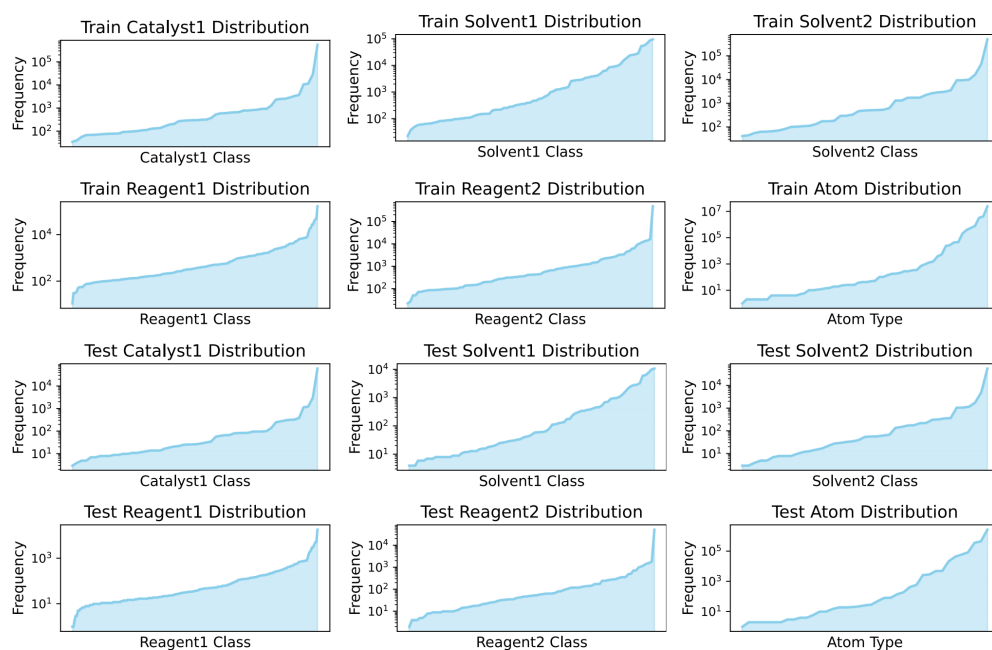 Train Catalyst1 Distribution
Frequency
10^5
10^4
10^3
10^2
Catalyst1 Class
Train Solvent1 Distribution
Frequency
10^5
10^4
10^3
10^2
Solvent1 Class
Train Solvent2 Distribution
Frequency
10^5
10^4
10^3
10^2
Solvent2 Class
Train Reagent1 Distribution
Frequency
10^4
10^2
Reagent1 Class
Train Reagent2 Distribution
Frequency
10^5
10^4
10^3
10^2
Reagent2 Class
Train Atom Distribution
Frequency
10^7
10^5
10^3
10^1
Atom Type
Test Catalyst1 Distribution
Frequency
10^4
10^3
10^2
10^1
Catalyst1 Class
Test Solvent1 Distribution
Frequency
10^4
10^3
10^2
10^1
Solvent1 Class
Test Solvent2 Distribution
Frequency
10^4
10^3
10^2
10^1
Solvent2 Class
Test Reagent1 Distribution
Frequency
10^3
10^1
Reagent1 Class
Test Reagent2 Distribution
Frequency
10^4
10^3
10^2
10^1
Reagent2 Class
Test Atom Distribution
Frequency
10^5
10^3
10^1
Atom Type